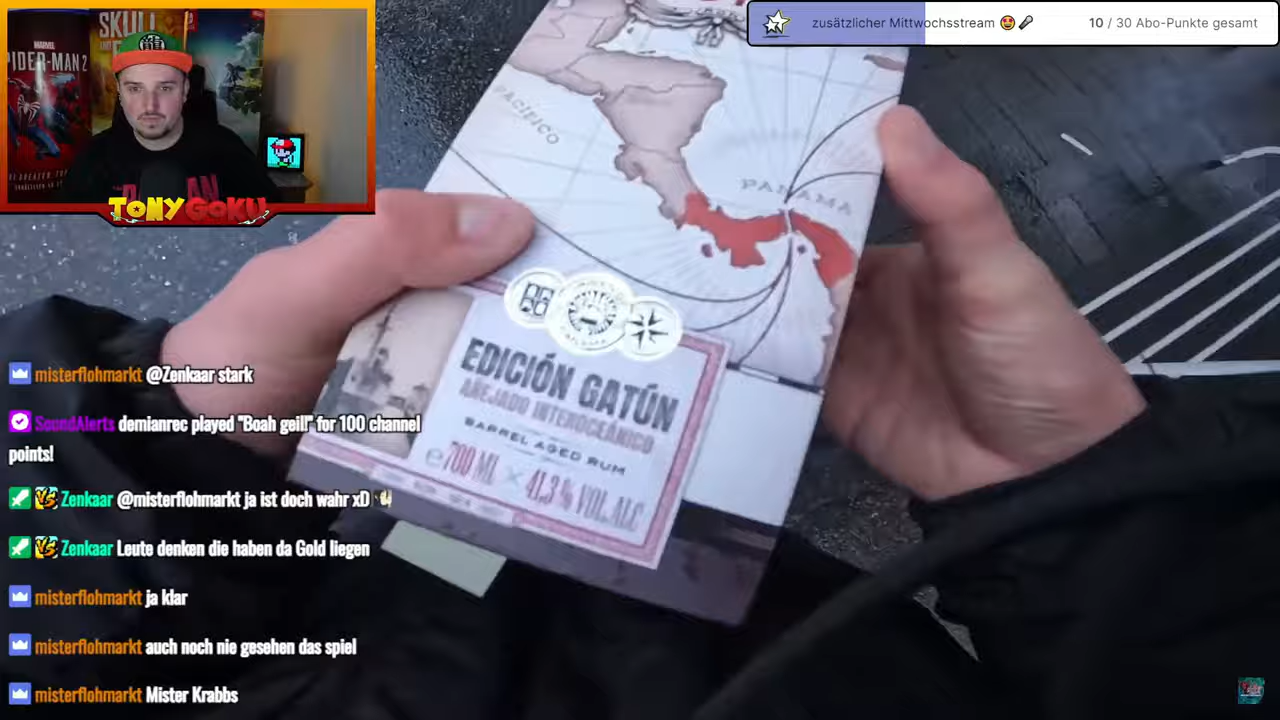 zusätzlicher Mittwochsstream 🤩🎤 10 / 30 Abo-Punkte gesamt
MARVEL
SPIDER-MAN 2
SKULL
TONYGOKU
PACIFICO
PANAMA
EDICIÓN GATÚN
AÑEJADO INTEROCEÁNICO
BARREL AGED RUM
e700 ML × 41,3 % VOL.ALC
misterflohmarkt @Zenkaar stark
SoundAlerts demianrec played "Boah geil!" for 100 channel
points!
Zenkaar @misterflohmarkt ja ist doch wahr xD
Zenkaar Leute denken die haben da Gold liegen
misterflohmarkt ja klar
misterflohmarkt auch noch nie gesehen das spiel
misterflohmarkt Mister Krabbs